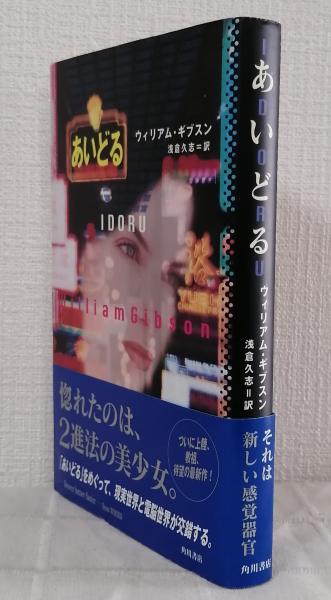 あいどる
ウィリアム・ギブスン
浅倉久志=訳
IDORU
William Gibson
惚れたのは、
2進法の美少女。
ついに上陸、
待望の最新作!
「あいどる」をめぐって、現実世界と電脳世界が交錯する。
角川書店
IDORU
あいどる
ウィリアム・ギブスン
浅倉久志=訳
それは
新しい感覚器官
角川書店